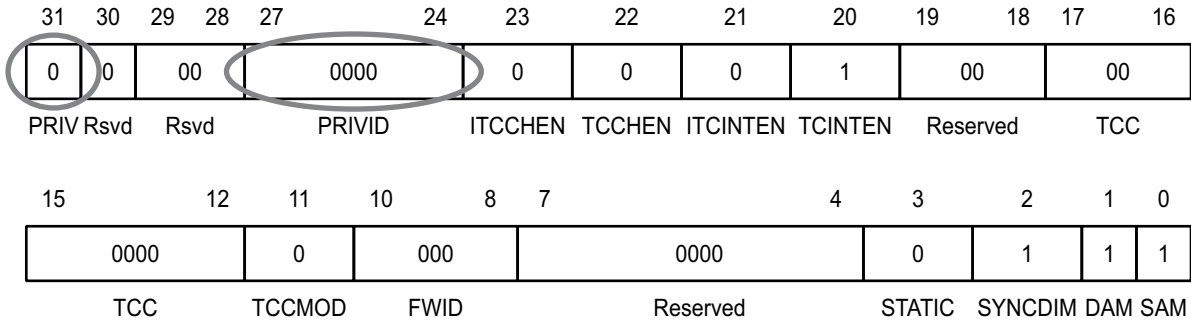 31 30 29 28 27 24 23 22 21 20 19 18 17 16
0 0 00 0000 0 0 0 1 00 00
PRIV Rsvd Rsvd PRIVID ITCCHEN TCCHEN ITCINTEN TCINTEN Reserved TCC
15 12 11 10 8 7 4 3 2 1 0
0000 0 000 0000 0 1 1 1
TCC TCCMOD FWID Reserved STATIC SYNCDIM DAM SAM